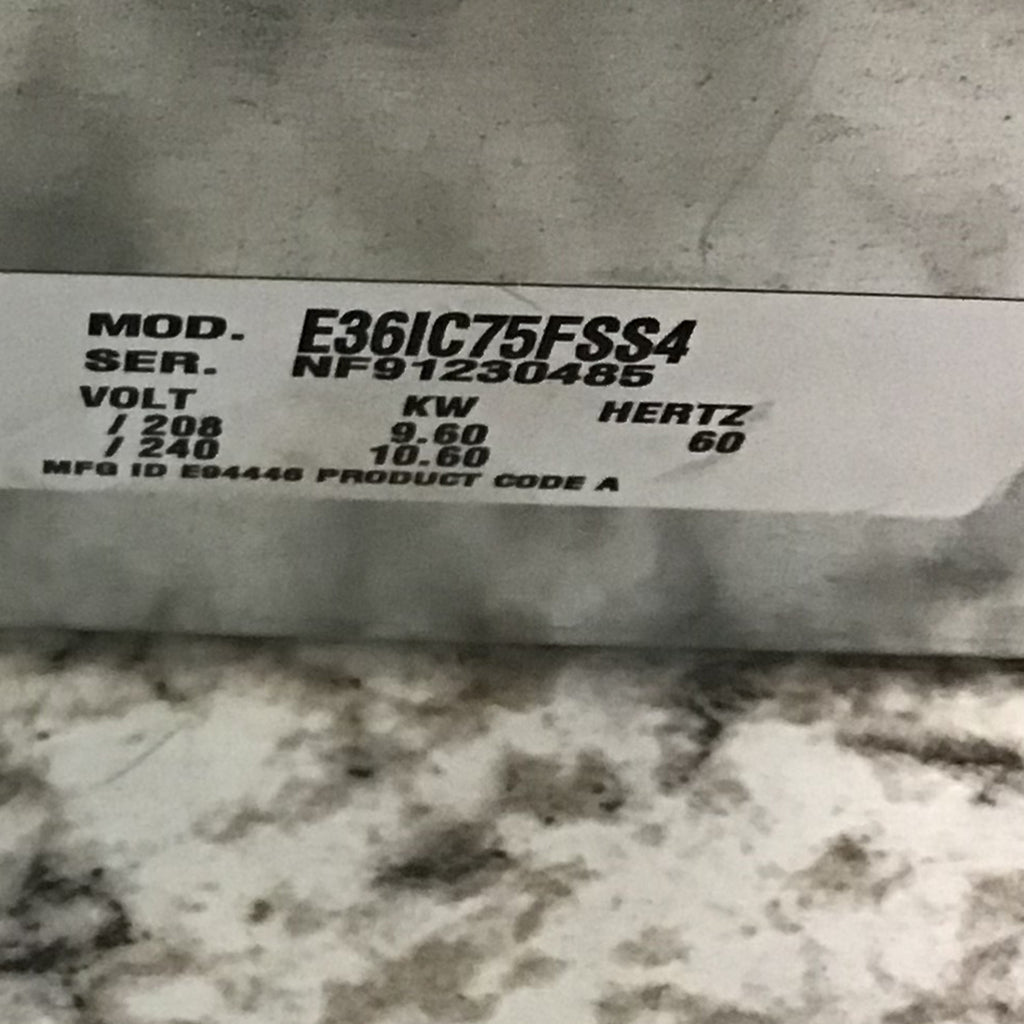 MOD. E36IC75FSS4
SER. NF91230485
VOLT KW HERTZ
/ 208 9.60 60
/ 240 10.60
MFG ID E94446 PRODUCT CODE A